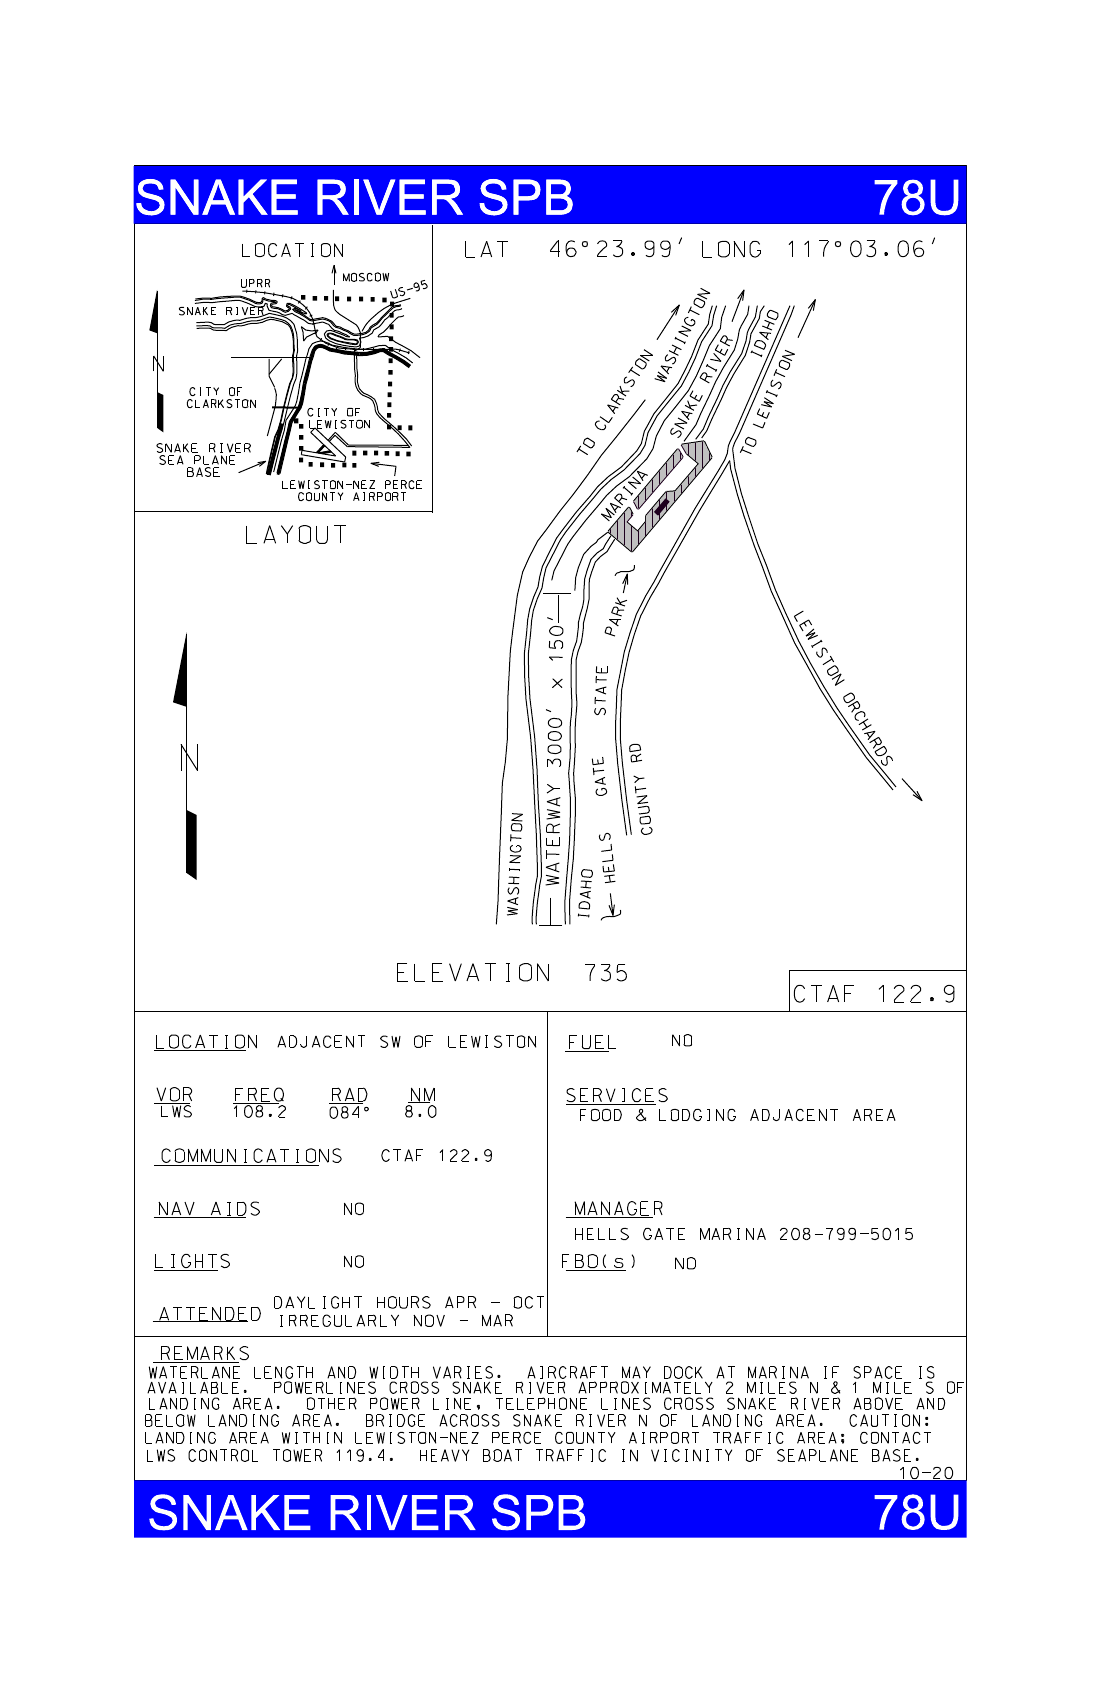 SNAKE RIVER SPB 78U
LOCATION
MOSCOW
UPRR
US-95
SNAKE RIVER
N
CITY OF
CLARKSTON
CITY OF
LEWISTON
SNAKE RIVER
SEA PLANE
BASE
LEWISTON-NEZ PERCE
COUNTY AIRPORT
LAT 46°23.99' LONG 117°03.06'
LAYOUT
N
TO CLARKSTON
WASHINGTON
SNAKE RIVER
IDAHO
TO LEWISTON
MARINA
HELLS GATE STATE PARK
WATERWAY 3000' x 150'
LEWISTON ORCHARDS
COUNTY RD
WASHINGTON
IDAHO
ELEVATION 735
CTAF 122.9
LOCATION ADJACENT SW OF LEWISTON
VOR FREQ RAD NM
LWS 108.2 084° 8.0
COMMUNICATIONS CTAF 122.9
NAV AIDS NO
LIGHTS NO
ATTENDED DAYLIGHT HOURS APR - OCT
IRREGULARLY NOV - MAR
FUEL NO
SERVICES
FOOD & LODGING ADJACENT AREA
MANAGER
HELLS GATE MARINA 208-799-5015
FBO(s) NO
REMARKS
WATERLANE LENGTH AND WIDTH VARIES. AIRCRAFT MAY DOCK AT MARINA IF SPACE IS
AVAILABLE. POWERLINES CROSS SNAKE RIVER APPROXIMATELY 2 MILES N & 1 MILE S OF
LANDING AREA. OTHER POWER LINE, TELEPHONE LINES CROSS SNAKE RIVER ABOVE AND
BELOW LANDING AREA. BRIDGE ACROSS SNAKE RIVER N OF LANDING AREA. CAUTION:
LANDING AREA WITHIN LEWISTON-NEZ PERCE COUNTY AIRPORT TRAFFIC AREA; CONTACT
LWS CONTROL TOWER 119.4. HEAVY BOAT TRAFFIC IN VICINITY OF SEAPLANE BASE.
10-20
SNAKE RIVER SPB 78U